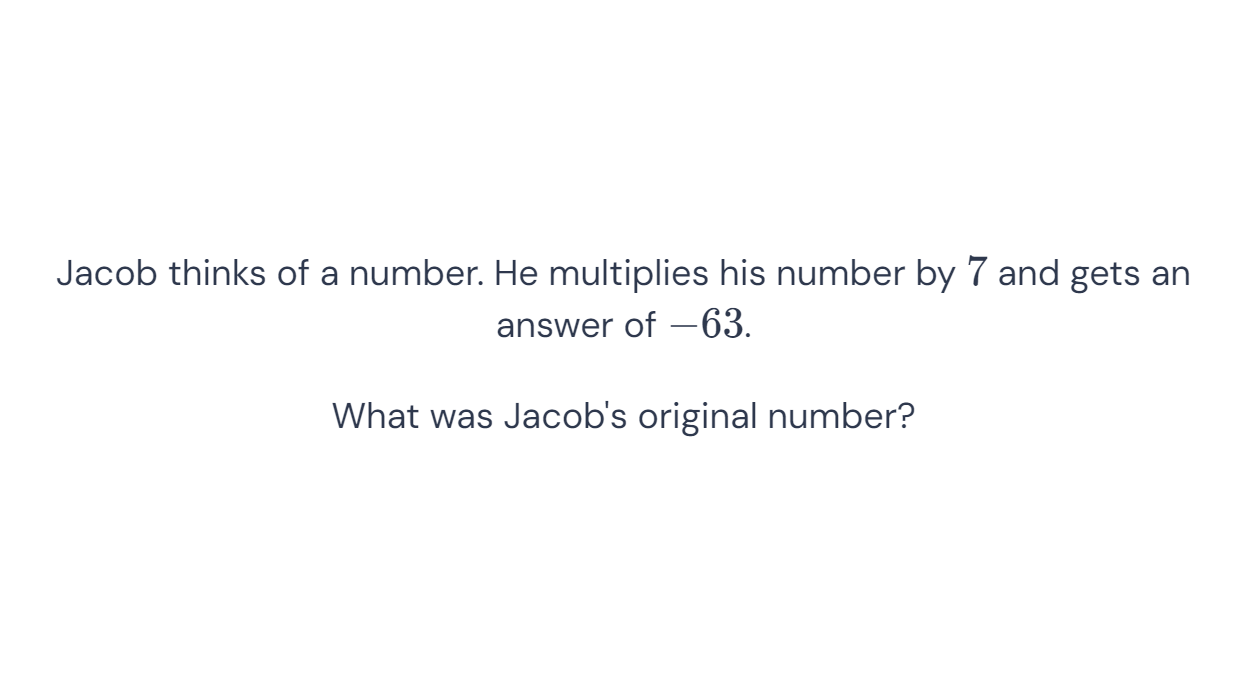 Jacob thinks of a number. He multiplies his number by 7 and gets an
answer of −63.
What was Jacob's original number?